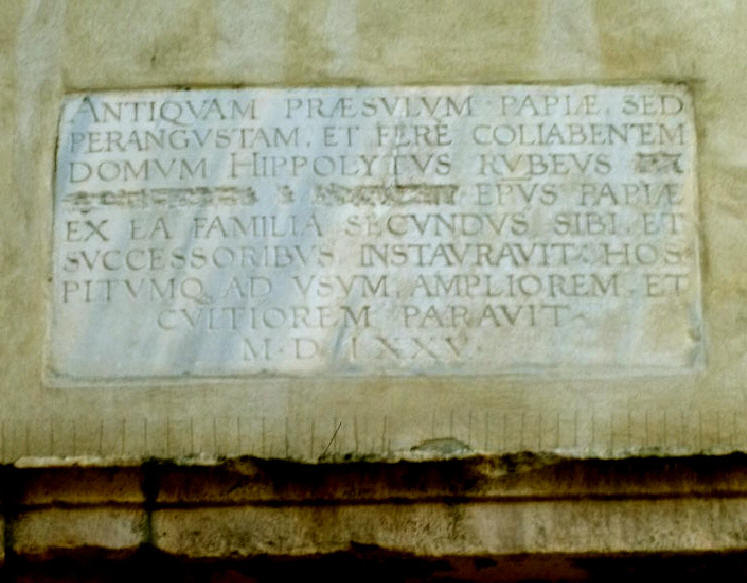 ANTIQVAM PRÆSVLVM PAPIÆ, SED
PERANGVSTAM, ET FERE COLIABENTEM
DOMVM HIPPOLYTVS RVBEVS
EPVS PAPIÆ
EX EA FAMILIA SECVNDVS SIBI, ET
SVCCESSORIBVS INSTAVRAVIT· HOS
PITVMQ· AD VSVM, AMPLIOREM, ET
CVLTIOREM PARAVIT·
M·D·LXXV·